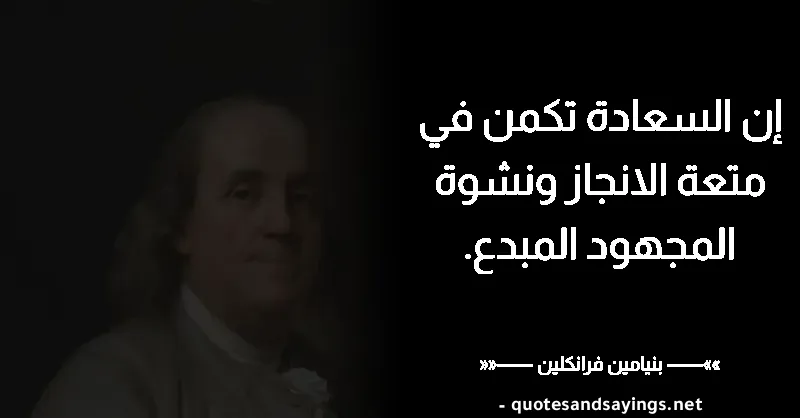 إن السعادة تكمن في
متعة الانجاز ونشوة
المجهود المبدع.
»»—— بنيامين فرانكلين ——««
- quotesandsayings.net